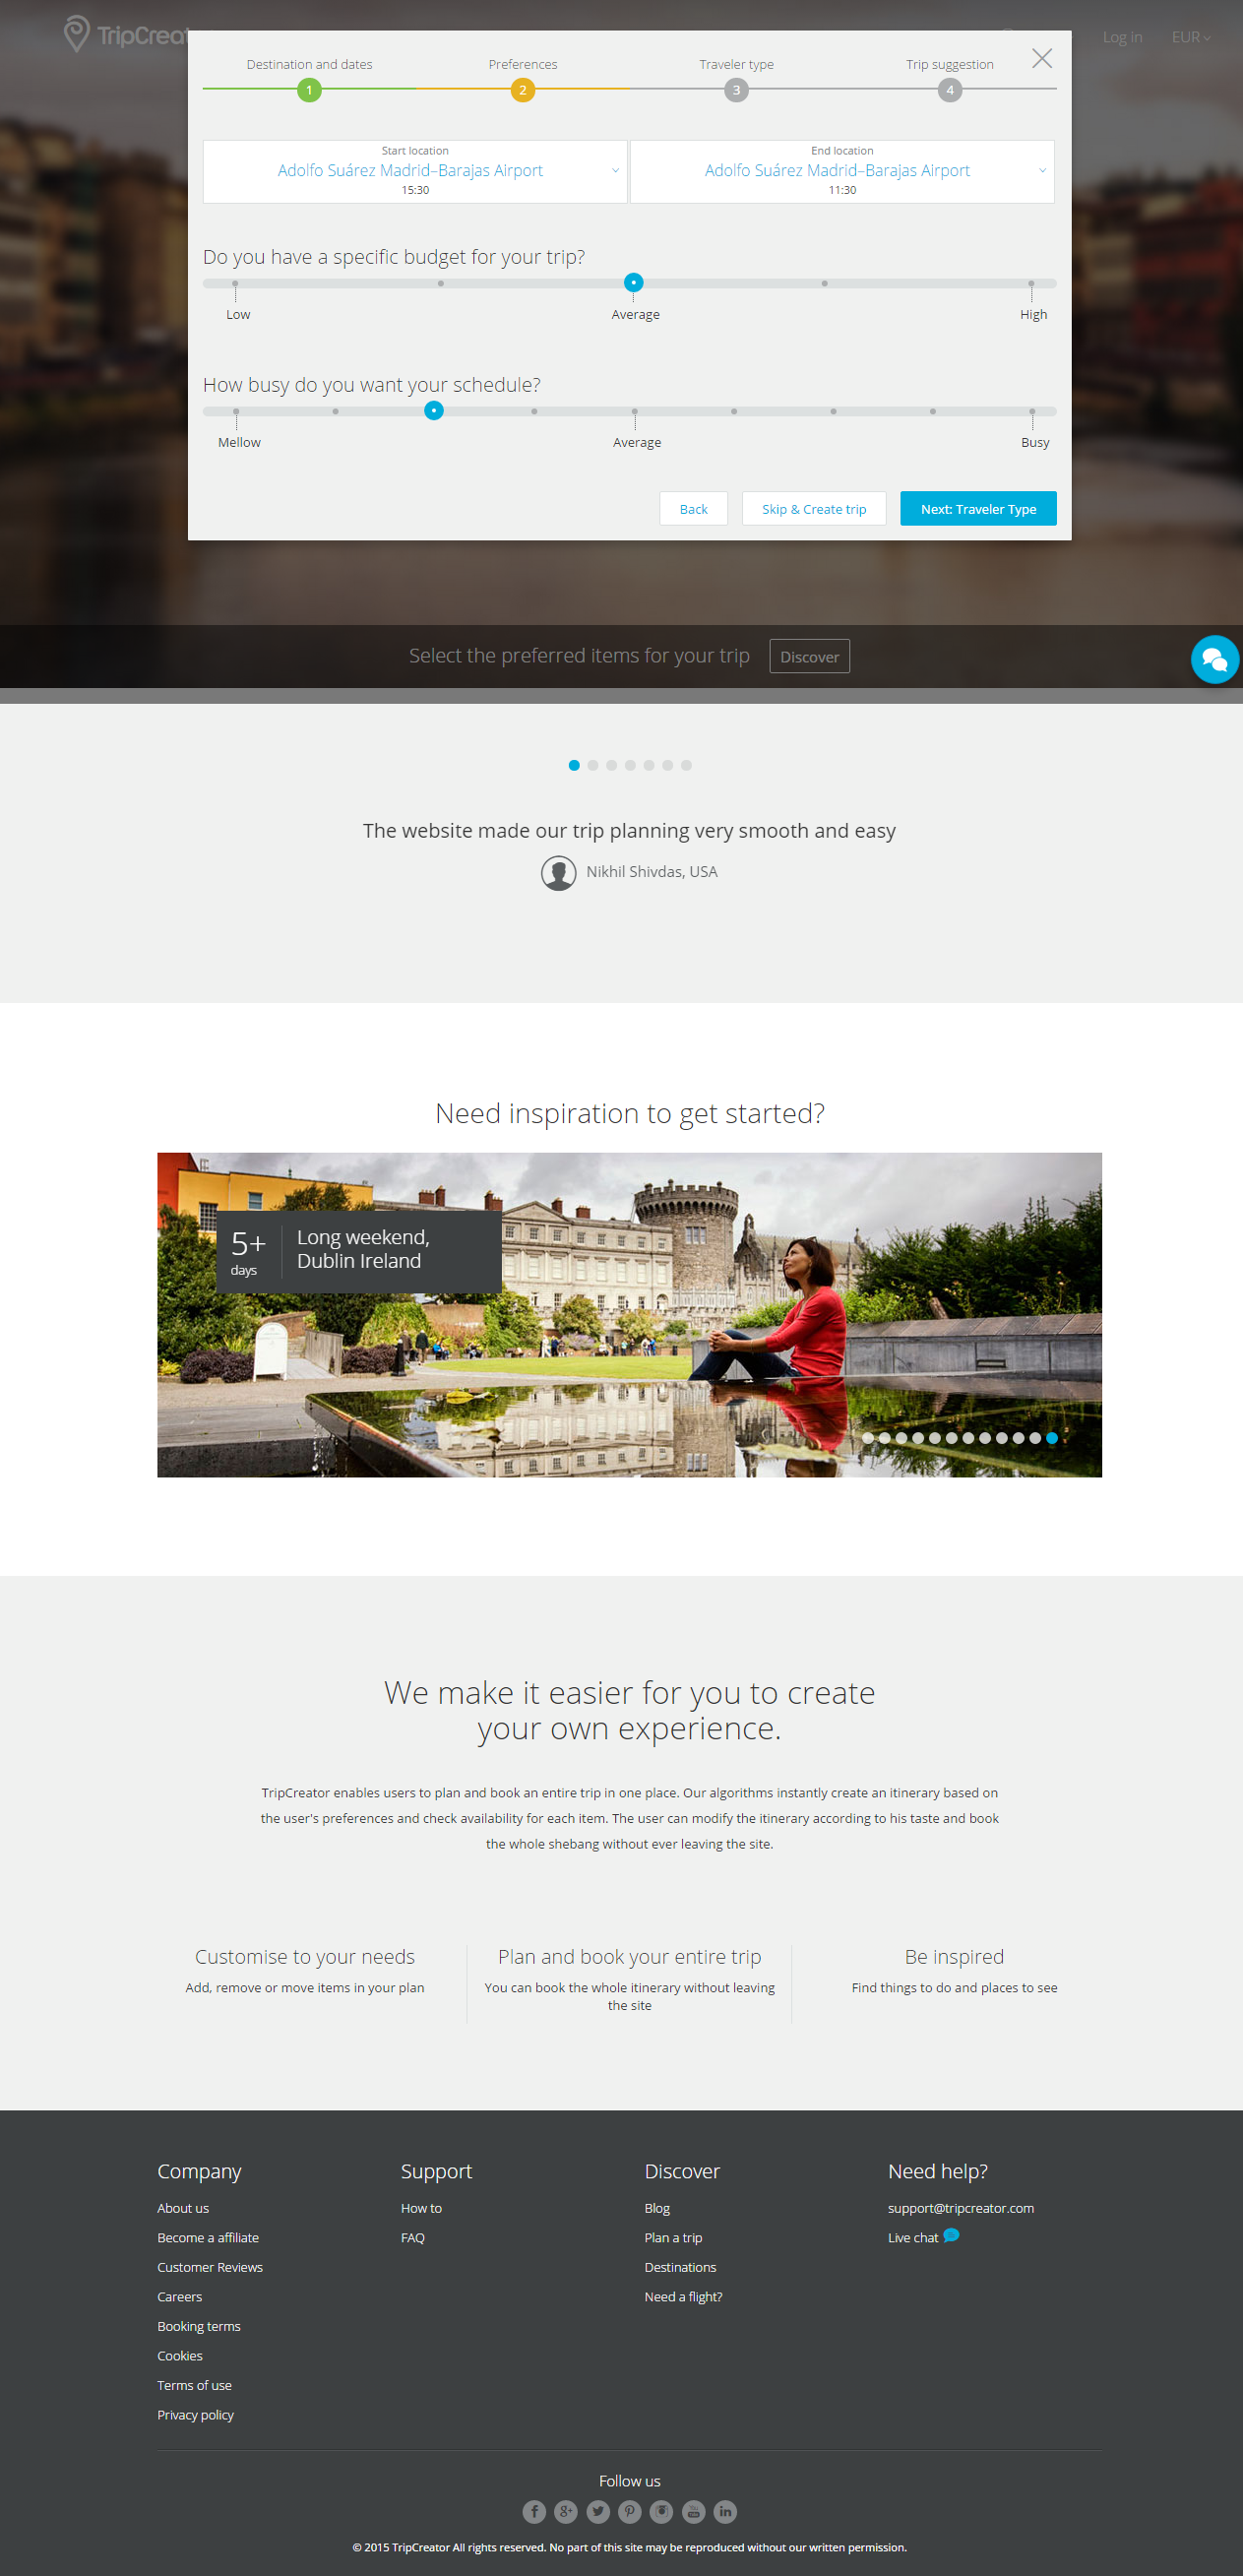 TripCreat
Log in
EUR
Destination and dates
Preferences
Traveler type
Trip suggestion
1
2
3
4
Start location
Adolfo Suárez Madrid–Barajas Airport
15:30
End location
Adolfo Suárez Madrid–Barajas Airport
11:30
Do you have a specific budget for your trip?
Low
Average
High
How busy do you want your schedule?
Mellow
Average
Busy
Back
Skip & Create trip
Next: Traveler Type
Select the preferred items for your trip
Discover
The website made our trip planning very smooth and easy
Nikhil Shivdas, USA
Need inspiration to get started?
5+
days
Long weekend,
Dublin Ireland
We make it easier for you to create
your own experience.
TripCreator enables users to plan and book an entire trip in one place. Our algorithms instantly create an itinerary based on
the user's preferences and check availability for each item. The user can modify the itinerary according to his taste and book
the whole shebang without ever leaving the site.
Customise to your needs
Add, remove or move items in your plan
Plan and book your entire trip
You can book the whole itinerary without leaving
the site
Be inspired
Find things to do and places to see
Company
About us
Become a affiliate
Customer Reviews
Careers
Booking terms
Cookies
Terms of use
Privacy policy
Support
How to
FAQ
Discover
Blog
Plan a trip
Destinations
Need a flight?
Need help?
support@tripcreator.com
Live chat
Follow us
© 2015 TripCreator All rights reserved. No part of this site may be reproduced without our written permission.